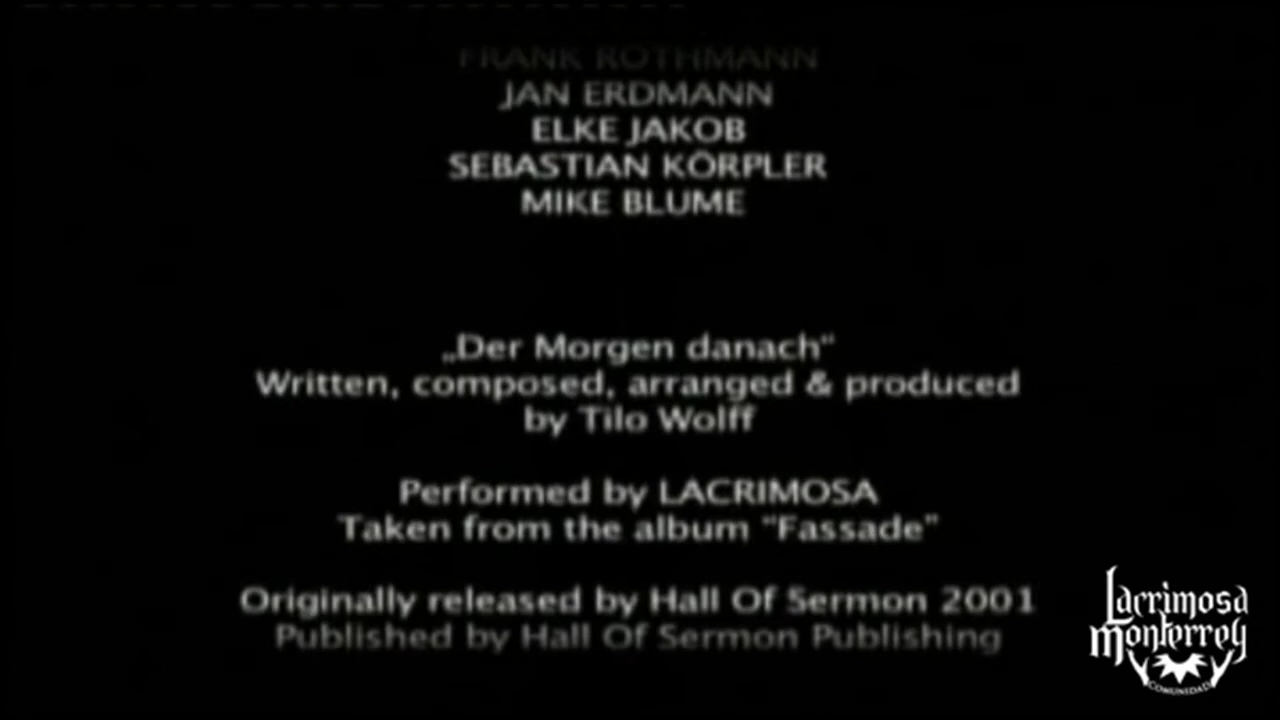 FRANK ROTHMANN
JAN ERDMANN
ELKE JAKOB
SEBASTIAN KÖRPLER
MIKE BLUME
„Der Morgen danach“
Written, composed, arranged & produced
by Tilo Wolff
Performed by LACRIMOSA
Taken from the album "Fassade"
Originally released by Hall Of Sermon 2001
Published by Hall Of Sermon Publishing
Lacrimosa
Monterrey
COMUNIDAD